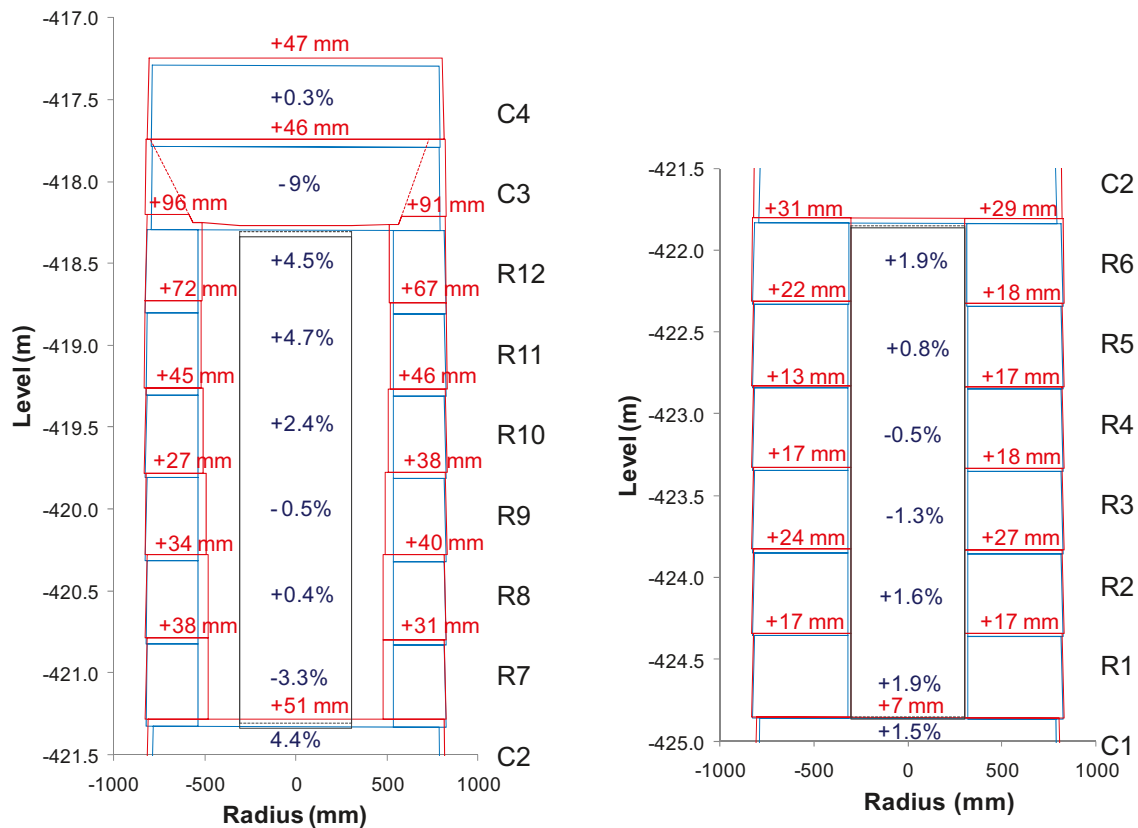 -417.0
+47 mm
-417.5
+0.3%
C4
+46 mm
-418.0
-9%
C3
+96 mm
+91 mm
-418.5
+4.5%
R12
+72 mm
+67 mm
-419.0
+4.7%
R11
+45 mm
+46 mm
-419.5
+2.4%
R10
+27 mm
+38 mm
-420.0
-0.5%
R9
+34 mm
+40 mm
-420.5
+0.4%
R8
+38 mm
+31 mm
-421.0
-3.3%
R7
+51 mm
4.4%
C2
-421.5
-1000
-500
0
500
1000
Level (m)
Radius (mm)
-421.5
C2
+31 mm
+29 mm
-422.0
+1.9%
R6
+22 mm
+18 mm
-422.5
+0.8%
R5
+13 mm
+17 mm
-423.0
-0.5%
R4
+17 mm
+18 mm
-423.5
-1.3%
R3
+24 mm
+27 mm
-424.0
+1.6%
R2
+17 mm
+17 mm
-424.5
+1.9%
R1
+7 mm
+1.5%
C1
-425.0
-1000
-500
0
500
1000
Level (m)
Radius (mm)